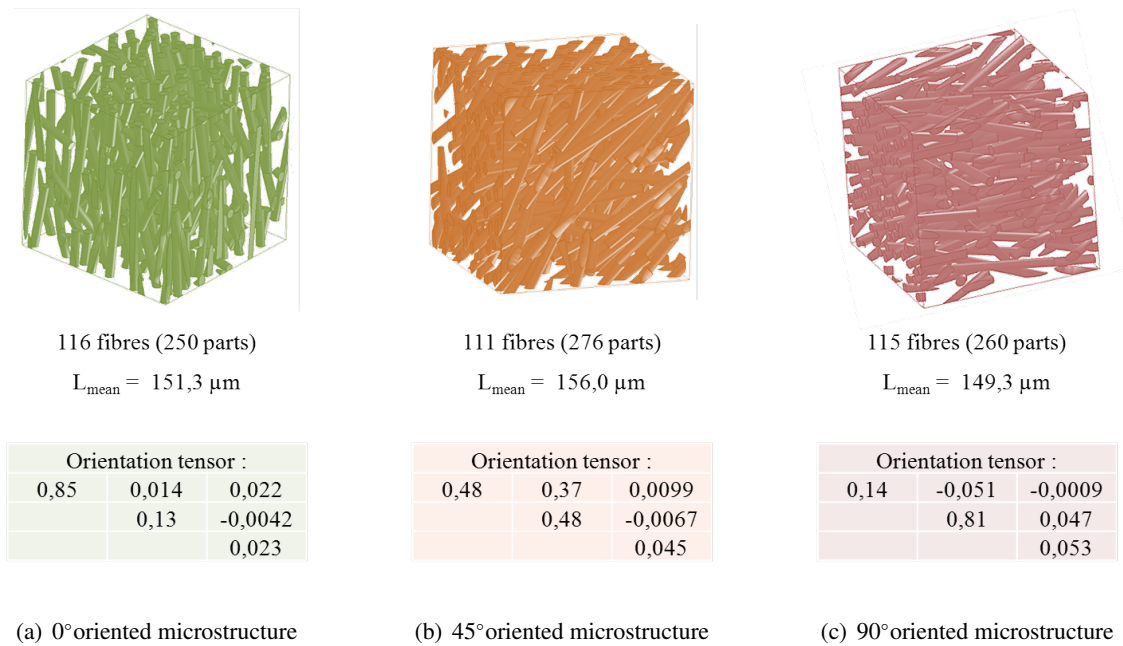 116 fibres (250 parts)
L_mean = 151,3 µm
Orientation tensor :
0,85 0,014 0,022
0,13 -0,0042
0,023
(a) 0°oriented microstructure
111 fibres (276 parts)
L_mean = 156,0 µm
Orientation tensor :
0,48 0,37 0,0099
0,48 -0,0067
0,045
(b) 45°oriented microstructure
115 fibres (260 parts)
L_mean = 149,3 µm
Orientation tensor :
0,14 -0,051 -0,0009
0,81 0,047
0,053
(c) 90°oriented microstructure